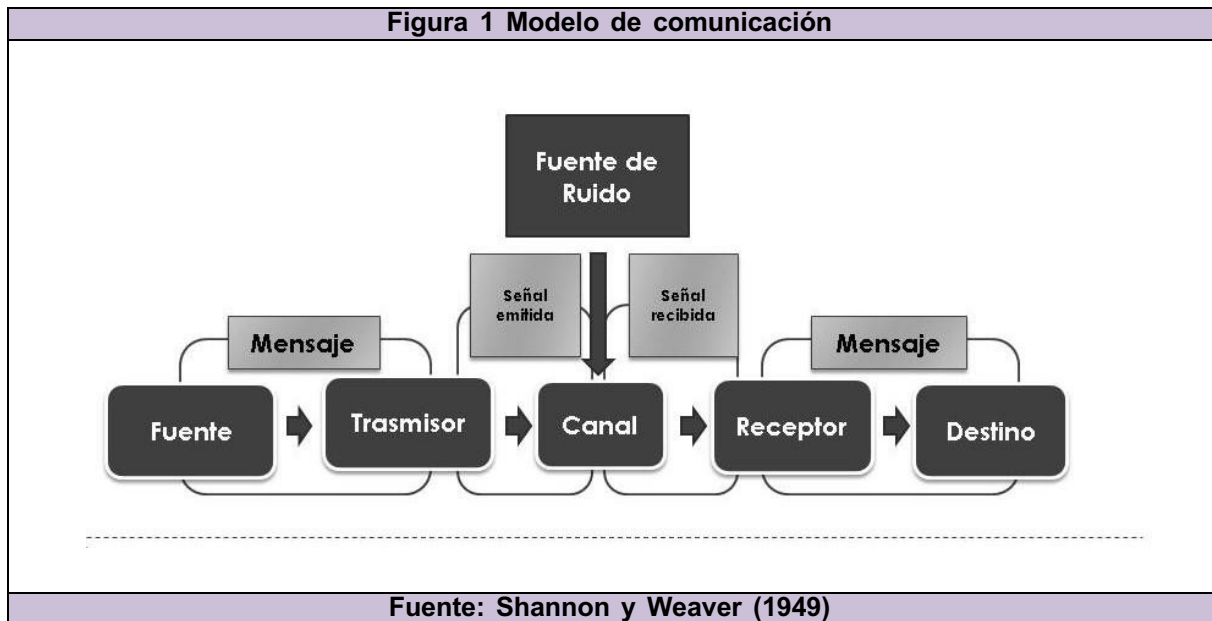 Figura 1 Modelo de comunicación
Fuente de
Ruido
Señal
emitida
Señal
recibida
Mensaje
Mensaje
Fuente
Trasmisor
Canal
Receptor
Destino
Fuente: Shannon y Weaver (1949)